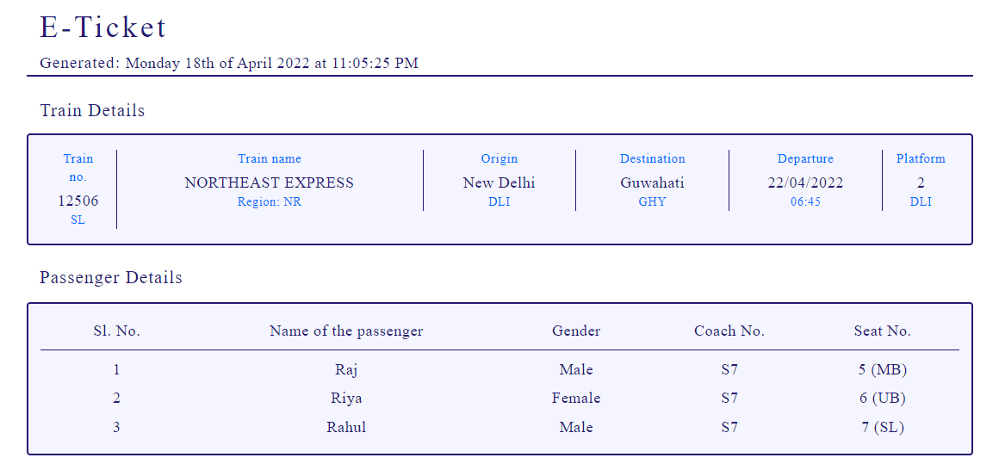 E-Ticket
Generated: Monday 18th of April 2022 at 11:05:25 PM
Train Details
Train no. Train name Origin Destination Departure Platform
12506 NORTHEAST EXPRESS New Delhi Guwahati 22/04/2022 2
SL Region: NR DLI GHY 06:45 DLI
Passenger Details
Sl. No. Name of the passenger Gender Coach No. Seat No.
1 Raj Male S7 5 (MB)
2 Riya Female S7 6 (UB)
3 Rahul Male S7 7 (SL)